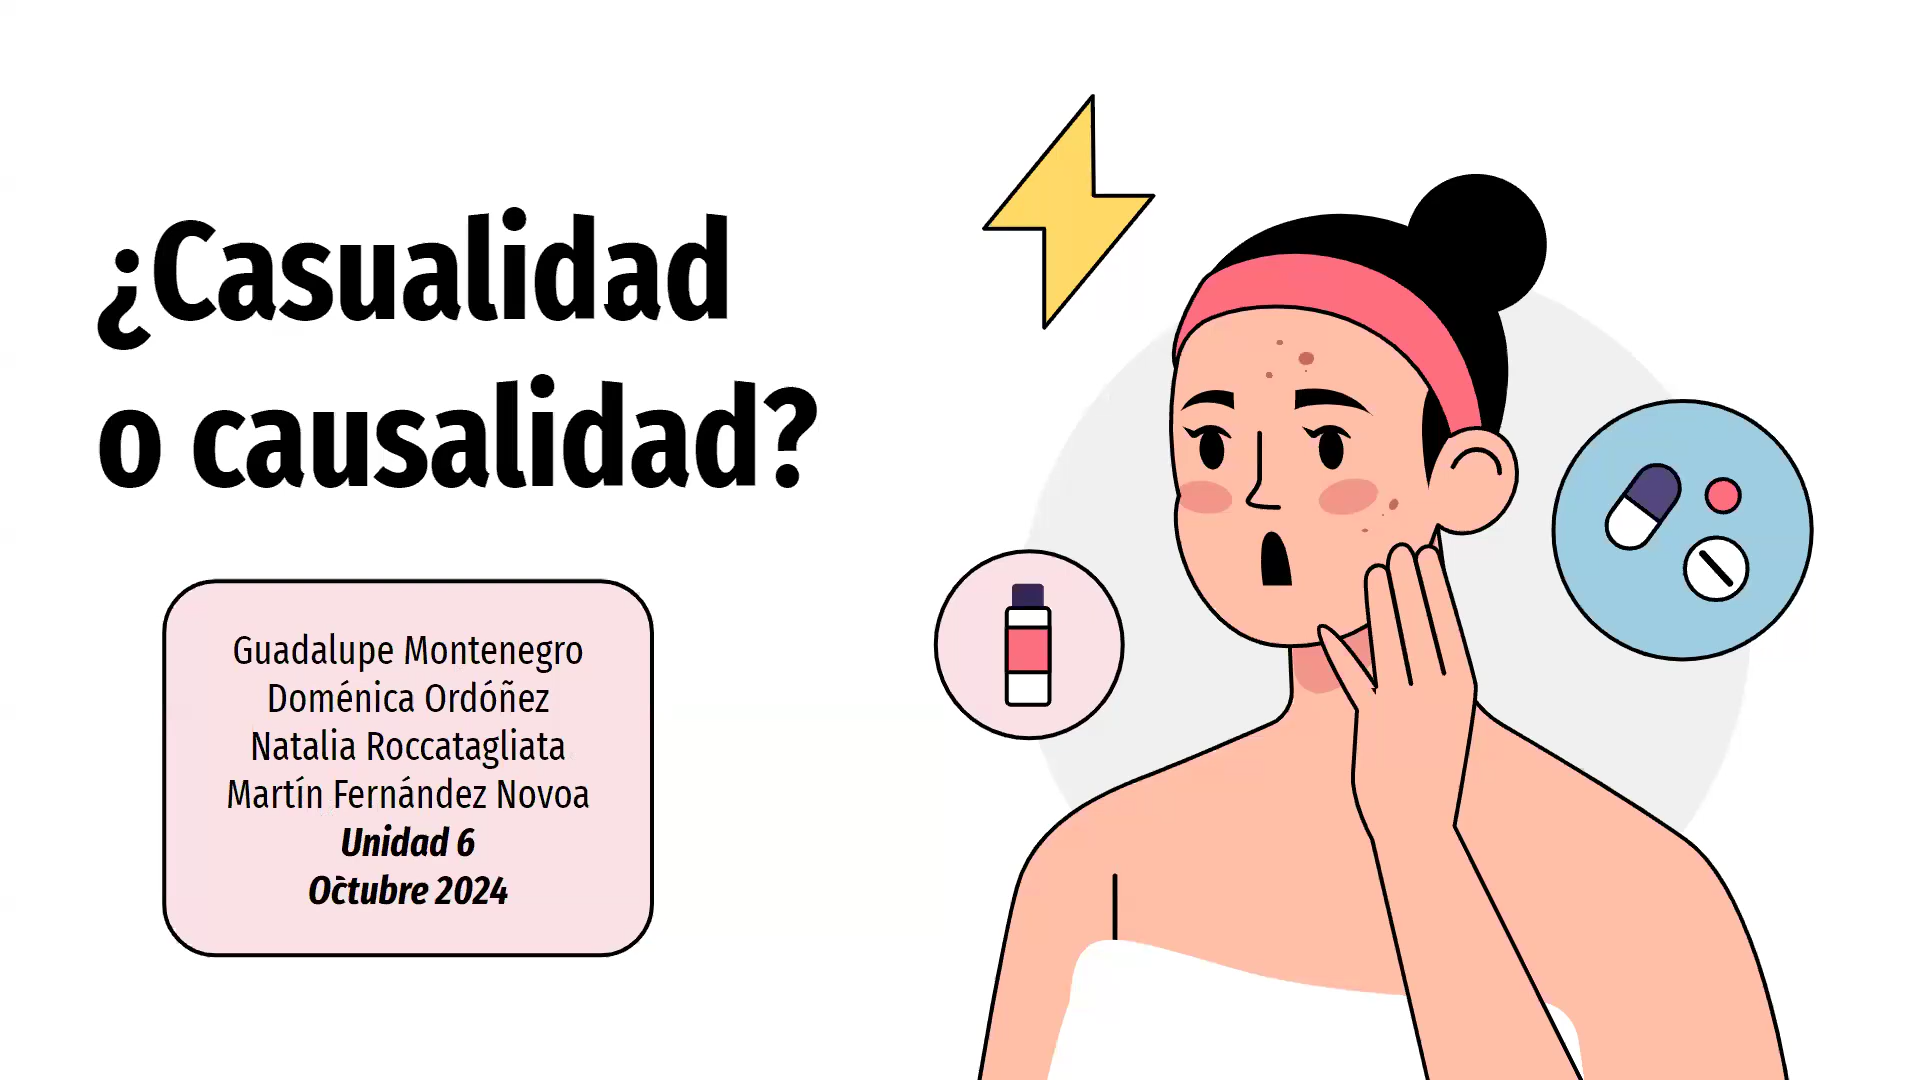 ¿Casualidad
o causalidad?
Guadalupe Montenegro
Doménica Ordóñez
Natalia Roccatagliata
Martín Fernández Novoa
Unidad 6
Octubre 2024